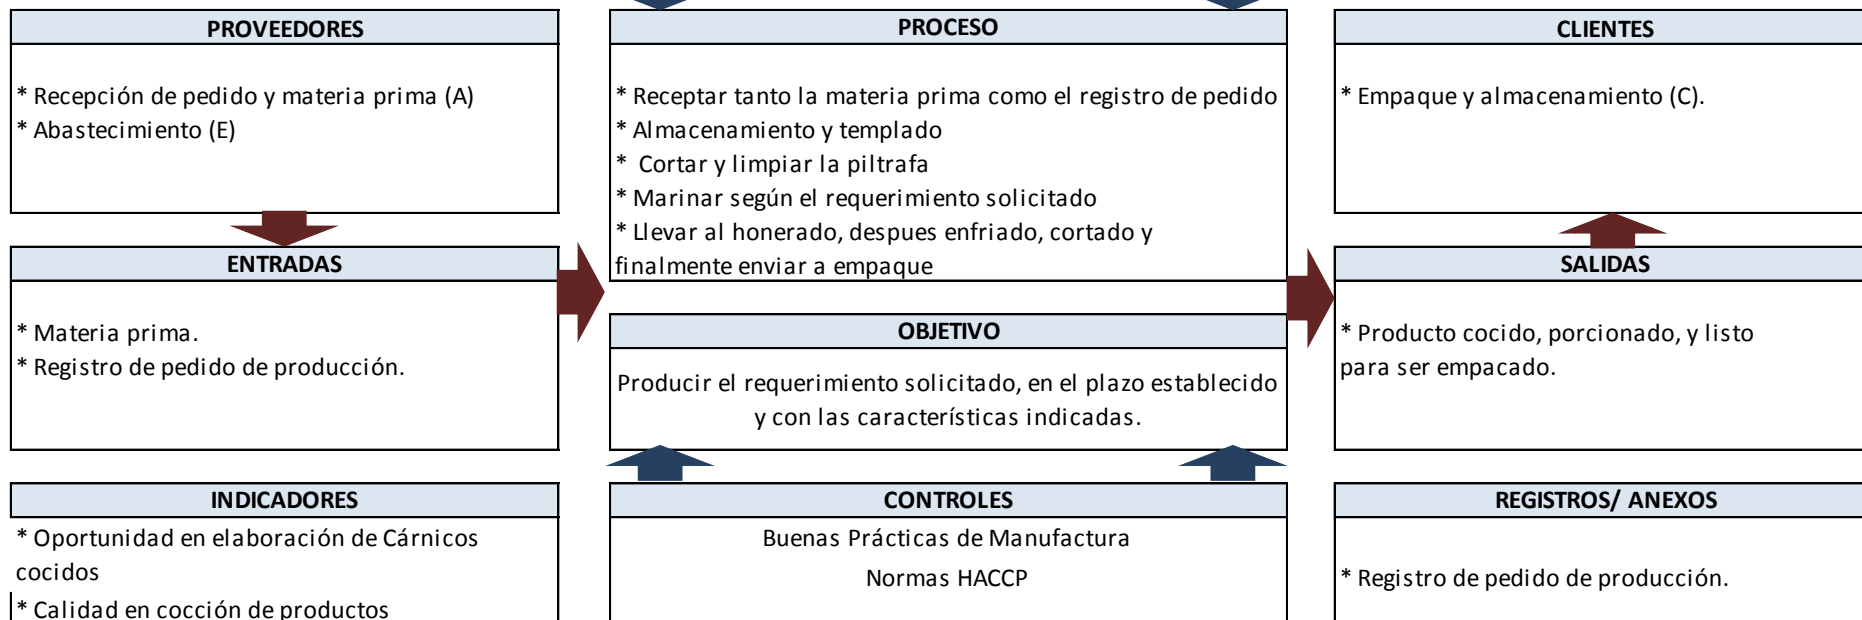 PROVEEDORES
* Recepción de pedido y materia prima (A)
* Abastecimiento (E)
PROCESO
* Receptar tanto la materia prima como el registro de pedido
* Almacenamiento y templado
* Cortar y limpiar la piltrafa
* Marinar según el requerimiento solicitado
* Llevar al honerado, despues enfriado, cortado y
finalmente enviar a empaque
CLIENTES
* Empaque y almacenamiento (C).
ENTRADAS
* Materia prima.
* Registro de pedido de producción.
OBJETIVO
Producir el requerimiento solicitado, en el plazo establecido
y con las características indicadas.
SALIDAS
* Producto cocido, porcionado, y listo
para ser empacado.
INDICADORES
* Oportunidad en elaboración de Cárnicos
cocidos
* Calidad en cocción de productos
CONTROLES
Buenas Prácticas de Manufactura
Normas HACCP
REGISTROS/ ANEXOS
* Registro de pedido de producción.